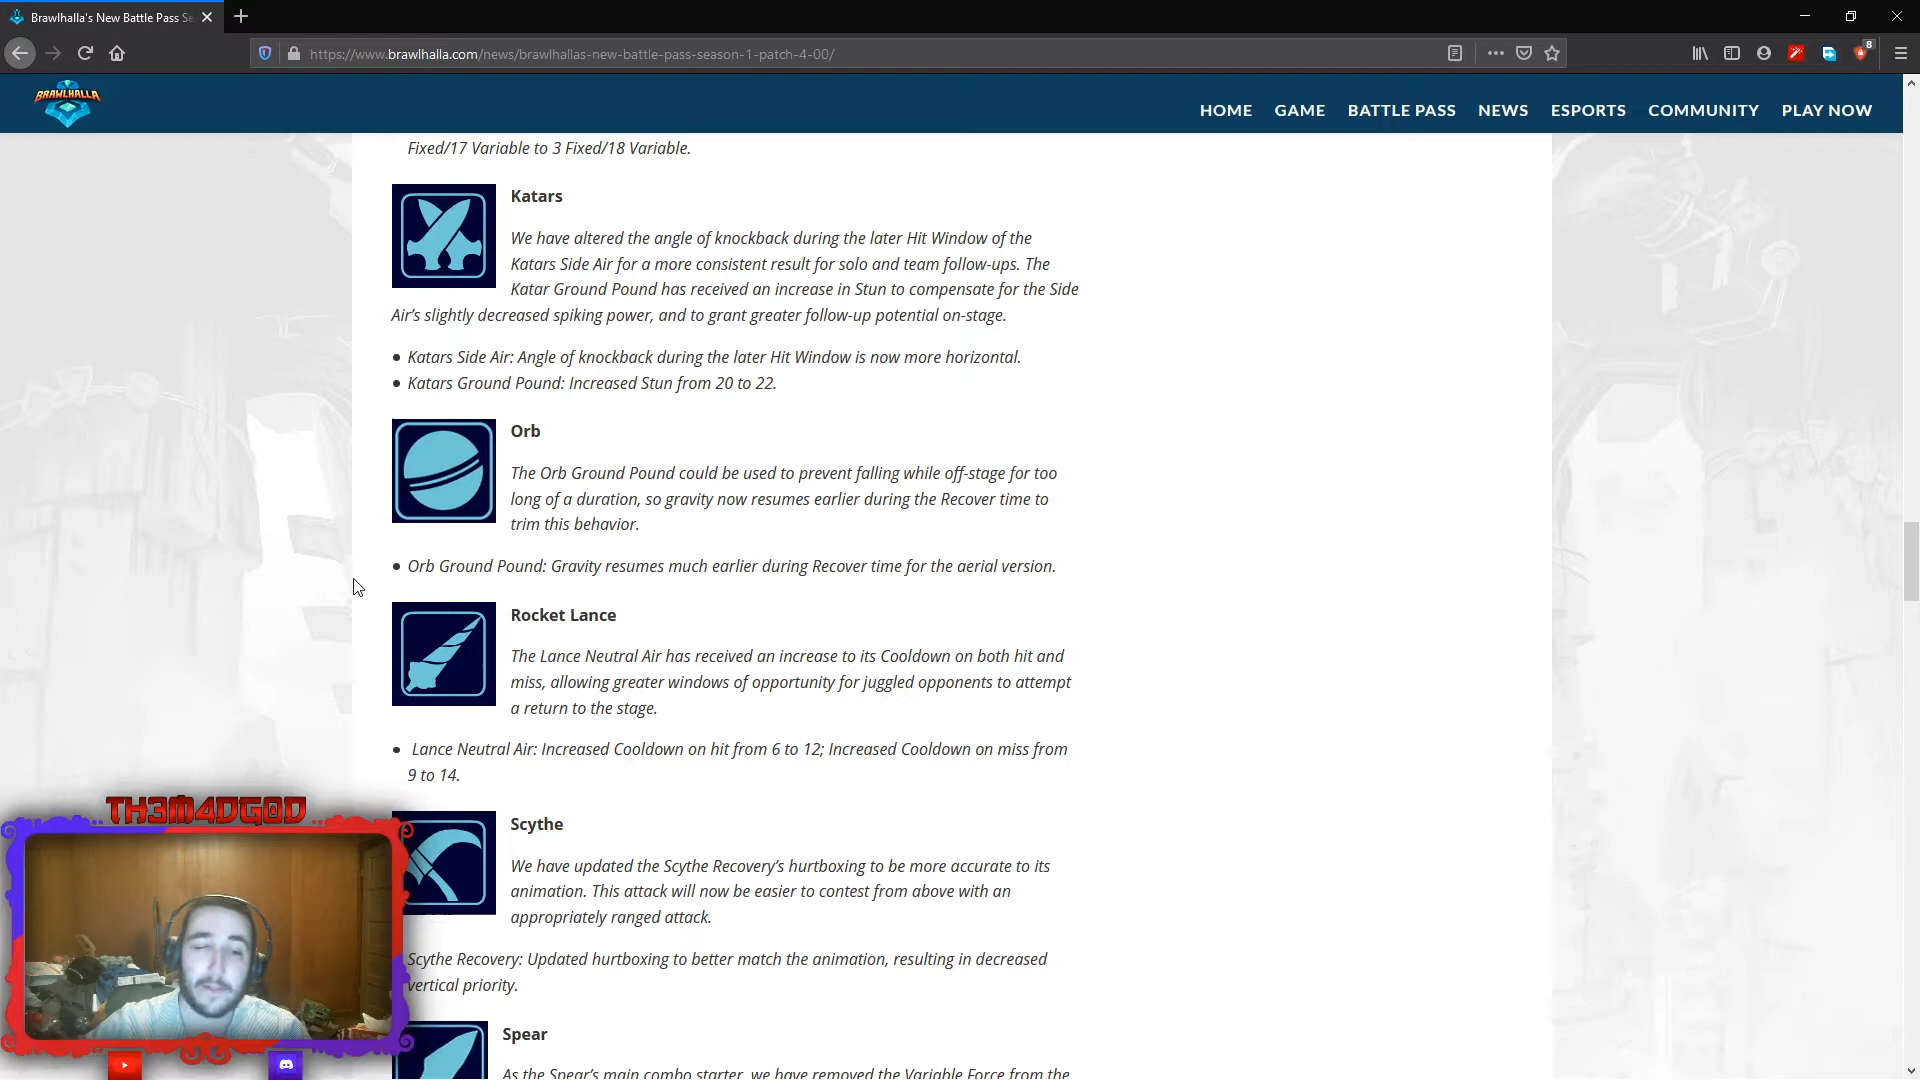 Brawlhalla's New Battle Pass Se
https://www.brawlhalla.com/news/brawlhallas-new-battle-pass-season-1-patch-4-00/
8
BRAWLHALLA
HOME GAME BATTLE PASS NEWS ESPORTS COMMUNITY PLAY NOW
Fixed/17 Variable to 3 Fixed/18 Variable.
Katars
We have altered the angle of knockback during the later Hit Window of the
Katars Side Air for a more consistent result for solo and team follow-ups. The
Katar Ground Pound has received an increase in Stun to compensate for the Side
Air's slightly decreased spiking power, and to grant greater follow-up potential on-stage.
• Katars Side Air: Angle of knockback during the later Hit Window is now more horizontal.
• Katars Ground Pound: Increased Stun from 20 to 22.
Orb
The Orb Ground Pound could be used to prevent falling while off-stage for too
long of a duration, so gravity now resumes earlier during the Recover time to
trim this behavior.
• Orb Ground Pound: Gravity resumes much earlier during Recover time for the aerial version.
Rocket Lance
The Lance Neutral Air has received an increase to its Cooldown on both hit and
miss, allowing greater windows of opportunity for juggled opponents to attempt
a return to the stage.
• Lance Neutral Air: Increased Cooldown on hit from 6 to 12; Increased Cooldown on miss from
9 to 14.
TH3M4DG0D
Scythe
We have updated the Scythe Recovery's hurtboxing to be more accurate to its
animation. This attack will now be easier to contest from above with an
appropriately ranged attack.
Scythe Recovery: Updated hurtboxing to better match the animation, resulting in decreased
vertical priority.
Spear
As the Spear's main combo starter, we have removed the Variable Force from the